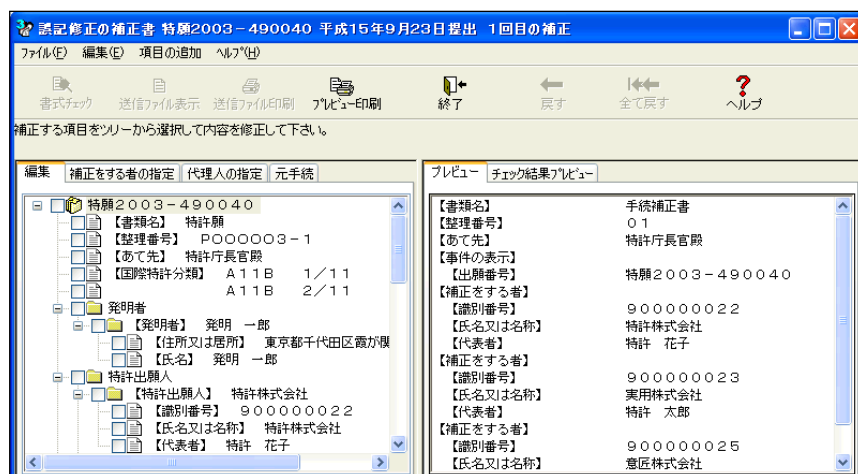 誤記修正の補正書 特願2003-490040 平成15年9月23日提出 1回目の補正
ファイル(F) 編集(E) 項目の追加 ヘルプ(H)
書式チェック 送信ファイル表示 送信ファイル印刷 プレビュー印刷 終了 戻す 全て戻す ヘルプ
補正する項目をツリーから選択して内容を修正して下さい。
編集 補正をする者の指定 代理人の指定 元手続
特願2003-490040
【書類名】 特許願
【整理番号】 P000003-1
【あて先】 特許庁長官殿
【国際特許分類】 A11B 1/11
A11B 2/11
発明者
【発明者】 発明 一郎
【住所又は居所】 東京都千代田区霞が関
【氏名】 発明 一郎
特許出願人
【特許出願人】 特許株式会社
【識別番号】 900000022
【氏名又は名称】 特許株式会社
【代表者】 特許 花子
プレビュー チェック結果プレビュー
【書類名】 手続補正書
【整理番号】 01
【あて先】 特許庁長官殿
【事件の表示】
【出願番号】 特願2003-490040
【補正をする者】
【識別番号】 900000022
【氏名又は名称】 特許株式会社
【代表者】 特許 花子
【補正をする者】
【識別番号】 900000023
【氏名又は名称】 実用株式会社
【代表者】 特許 太郎
【補正をする者】
【識別番号】 900000025
【氏名又は名称】 意匠株式会社